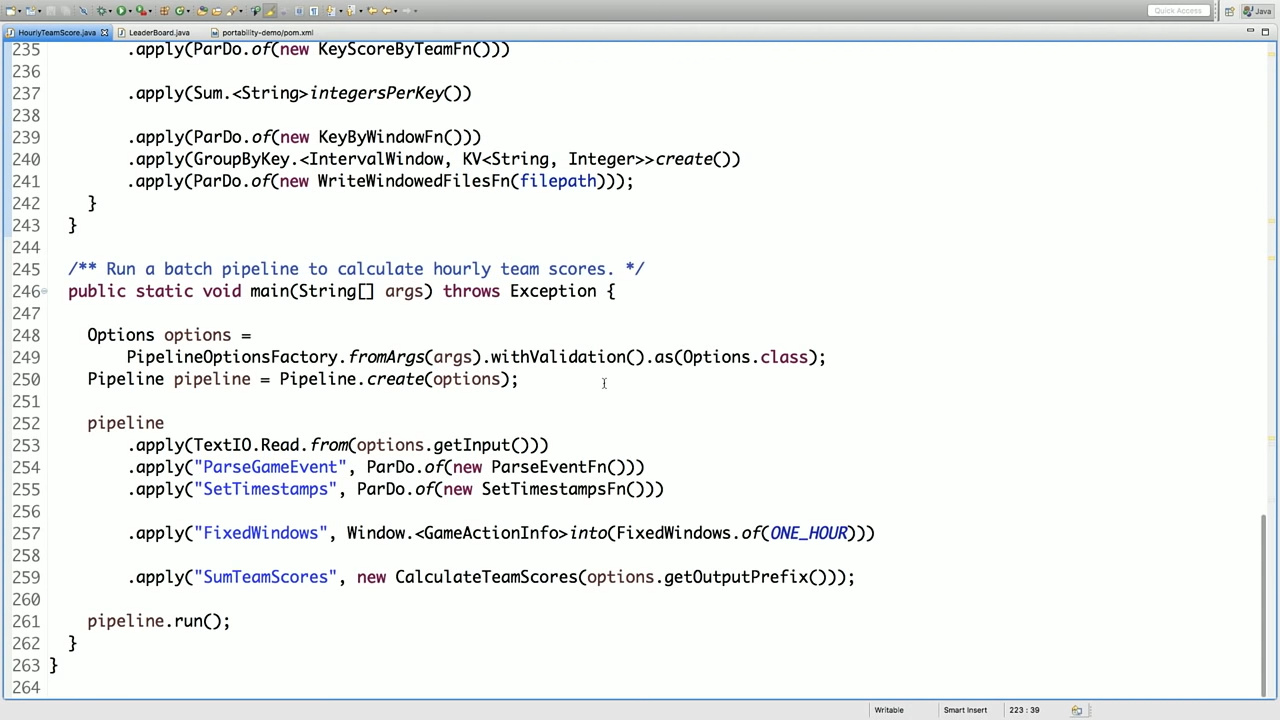 Quick Access
Java
HourlyTeamScore.java
LeaderBoard.java
portability-demo/pom.xml
235 .apply(ParDo.of(new KeyScoreByTeamFn()))
236
237 .apply(Sum.<String>integersPerKey())
238
239 .apply(ParDo.of(new KeyByWindowFn()))
240 .apply(GroupByKey.<IntervalWindow, KV<String, Integer>>create())
241 .apply(ParDo.of(new WriteWindowedFilesFn(filepath)));
242 }
243 }
244
245 /** Run a batch pipeline to calculate hourly team scores. */
246 public static void main(String[] args) throws Exception {
247
248 Options options =
249 PipelineOptionsFactory.fromArgs(args).withValidation().as(Options.class);
250 Pipeline pipeline = Pipeline.create(options);
251
252 pipeline
253 .apply(TextIO.Read.from(options.getInput()))
254 .apply("ParseGameEvent", ParDo.of(new ParseEventFn()))
255 .apply("SetTimestamps", ParDo.of(new SetTimestampsFn()))
256
257 .apply("FixedWindows", Window.<GameActionInfo>into(FixedWindows.of(ONE_HOUR)))
258
259 .apply("SumTeamScores", new CalculateTeamScores(options.getOutputPrefix()));
260
261 pipeline.run();
262 }
263 }
264
Writable
Smart Insert
223 : 39